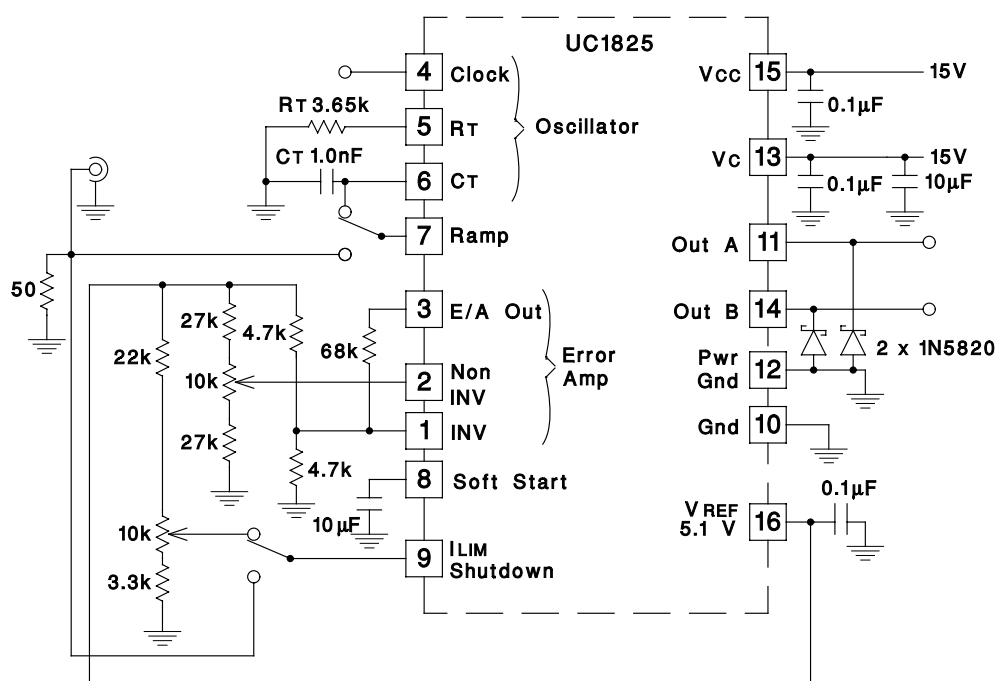 UC1825
4 Clock
RT 3.65k
5 RT
Oscillator
CT 1.0nF
6 CT
7 Ramp
50
3 E/A Out
27k
4.7k
22k
68k
Error
Amp
10k
2 Non
INV
27k
1 INV
4.7k
8 Soft Start
10 µF
10k
9 ILIM
Shutdown
3.3k
VCC 15
15V
0.1µF
VC 13
15V
0.1µF
10µF
Out A 11
Out B 14
2 x 1N5820
Pwr
Gnd 12
Gnd 10
0.1µF
VREF
5.1 V 16